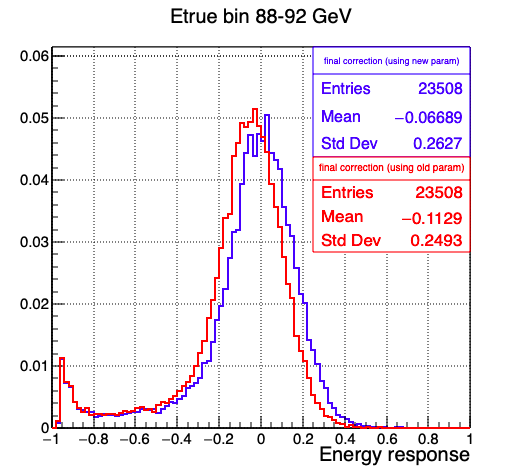 Etrue bin 88-92 GeV
final correction (using new param)
Entries 23508
Mean −0.06689
Std Dev 0.2627
final correction (using old param)
Entries 23508
Mean −0.1129
Std Dev 0.2493
0.06
0.05
0.04
0.03
0.02
0.01
0
−1 −0.8 −0.6 −0.4 −0.2 0 0.2 0.4 0.6 0.8 1
Energy response